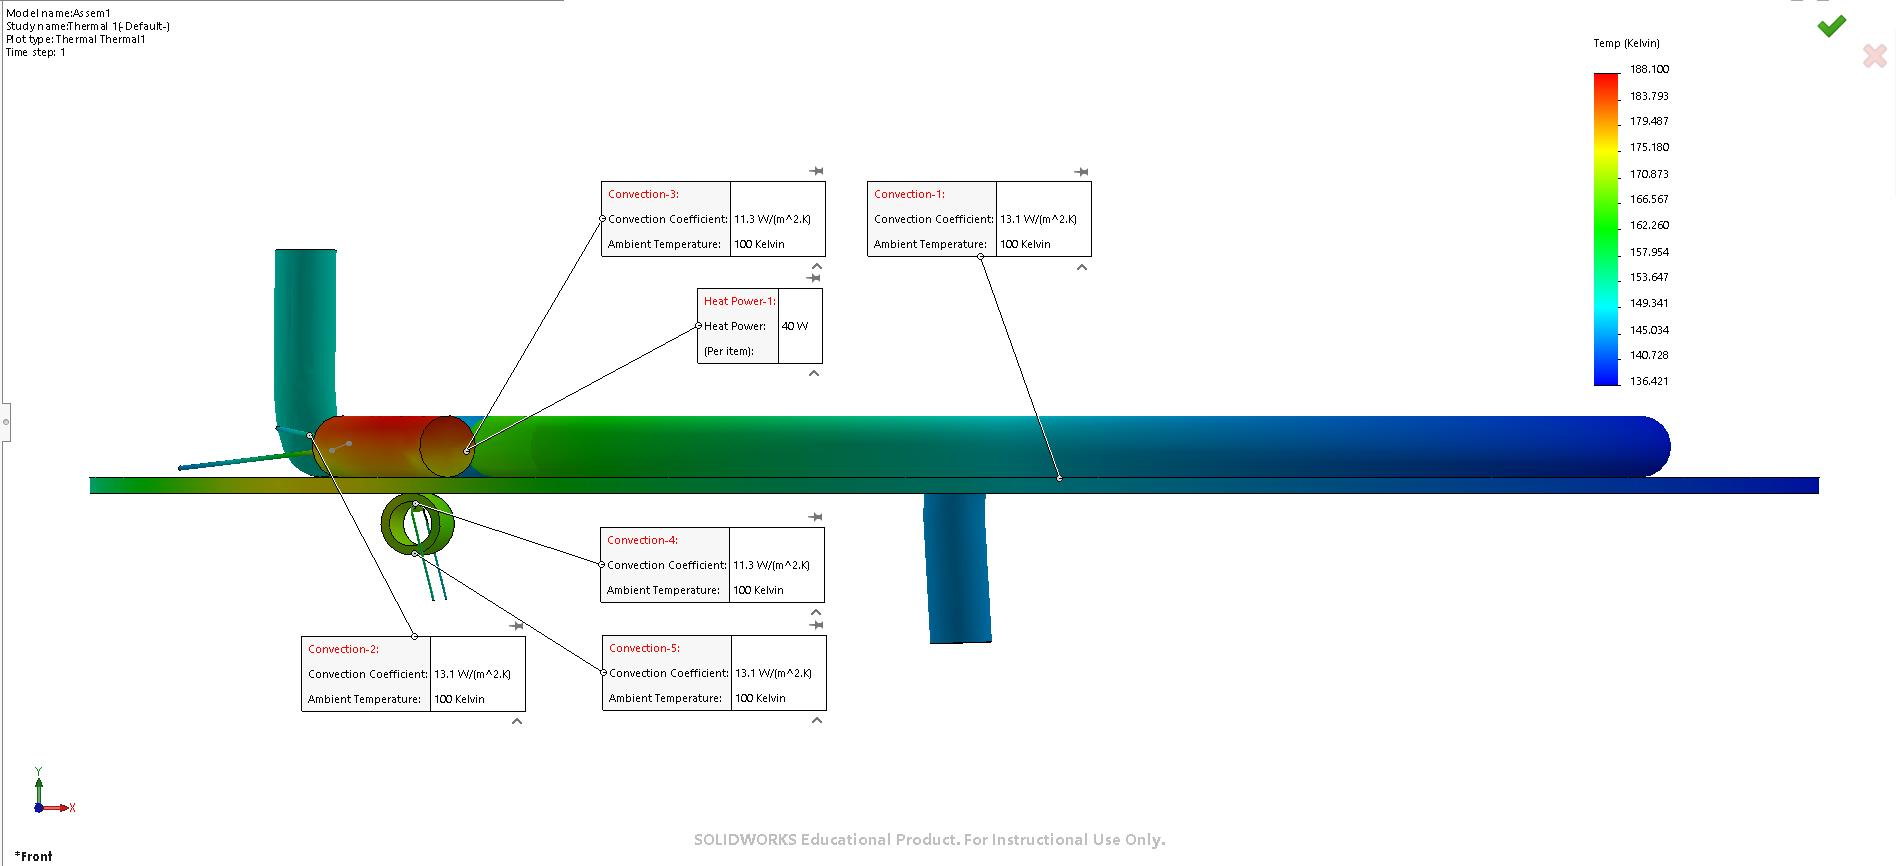 Model name:Assem1
Study name:Thermal 1(-Default-)
Plot type: Thermal Thermal1
Time step: 1
Temp (Kelvin)
188.100
183.793
179.487
175.180
170.873
166.567
162.260
157.954
153.647
149.341
145.034
140.728
136.421
Convection-3:
Convection Coefficient: 11.3 W/(m^2.K)
Ambient Temperature: 100 Kelvin
Convection-1:
Convection Coefficient: 13.1 W/(m^2.K)
Ambient Temperature: 100 Kelvin
Heat Power-1:
Heat Power: 40 W
(Per item):
Convection-4:
Convection Coefficient: 11.3 W/(m^2.K)
Ambient Temperature: 100 Kelvin
Convection-2:
Convection Coefficient: 13.1 W/(m^2.K)
Ambient Temperature: 100 Kelvin
Convection-5:
Convection Coefficient: 13.1 W/(m^2.K)
Ambient Temperature: 100 Kelvin
Y
X
SOLIDWORKS Educational Product. For Instructional Use Only.
*Front